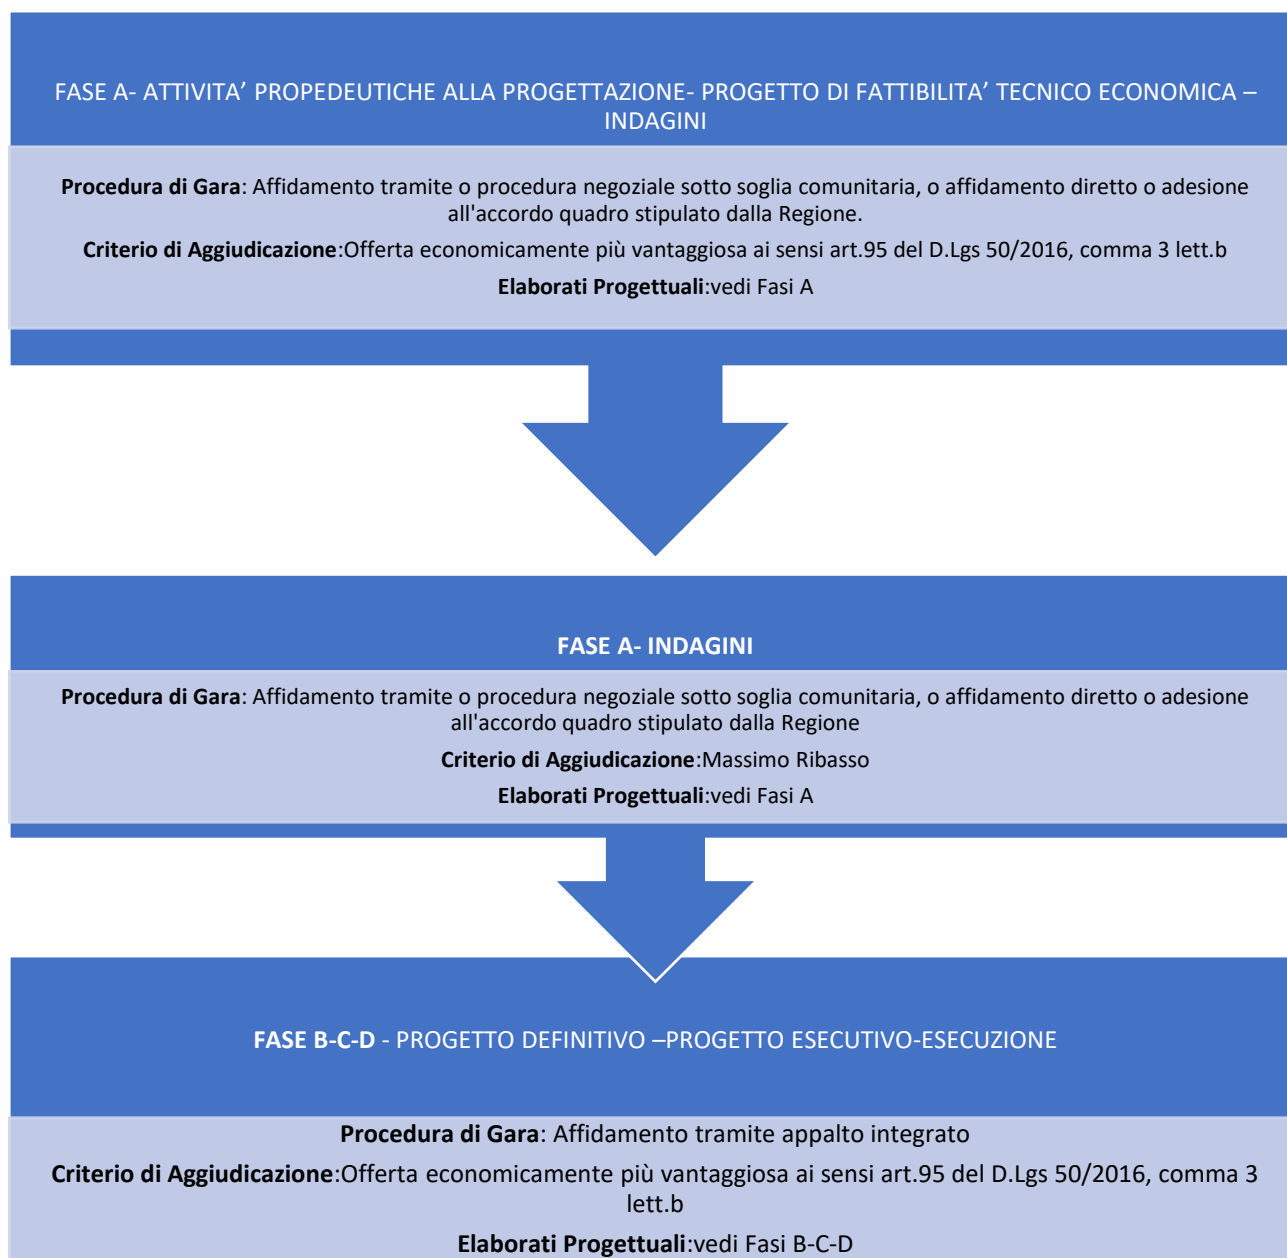 FASE A- ATTIVITA’ PROPEDEUTICHE ALLA PROGETTAZIONE- PROGETTO DI FATTIBILITA’ TECNICO ECONOMICA –
INDAGINI
Procedura di Gara: Affidamento tramite o procedura negoziale sotto soglia comunitaria, o affidamento diretto o adesione
all'accordo quadro stipulato dalla Regione.
Criterio di Aggiudicazione:Offerta economicamente più vantaggiosa ai sensi art.95 del D.Lgs 50/2016, comma 3 lett.b
Elaborati Progettuali:vedi Fasi A
FASE A- INDAGINI
Procedura di Gara: Affidamento tramite o procedura negoziale sotto soglia comunitaria, o affidamento diretto o adesione
all'accordo quadro stipulato dalla Regione
Criterio di Aggiudicazione:Massimo Ribasso
Elaborati Progettuali:vedi Fasi A
FASE B-C-D - PROGETTO DEFINITIVO –PROGETTO ESECUTIVO-ESECUZIONE
Procedura di Gara: Affidamento tramite appalto integrato
Criterio di Aggiudicazione:Offerta economicamente più vantaggiosa ai sensi art.95 del D.Lgs 50/2016, comma 3
lett.b
Elaborati Progettuali:vedi Fasi B-C-D